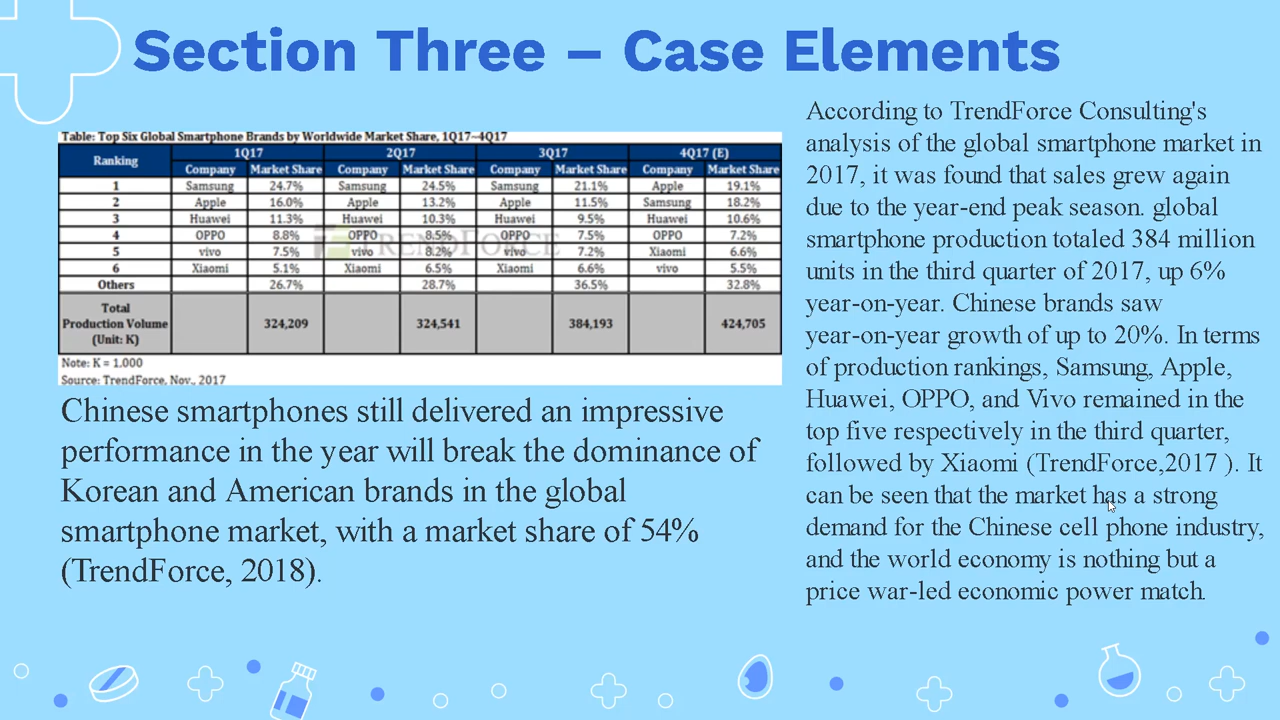 Section Three – Case Elements
Table: Top Six Global Smartphone Brands by Worldwide Market Share, 1Q17~4Q17
Ranking 1Q17 2Q17 3Q17 4Q17 (E)
Company Market Share Company Market Share Company Market Share Company Market Share
1 Samsung 24.7% Samsung 24.5% Samsung 21.1% Apple 19.1%
2 Apple 16.0% Apple 13.2% Apple 11.5% Samsung 18.2%
3 Huawei 11.3% Huawei 10.3% Huawei 9.5% Huawei 10.6%
4 OPPO 8.8% OPPO 8.5% OPPO 7.5% OPPO 7.2%
5 vivo 7.5% vivo 8.2% vivo 7.2% Xiaomi 6.6%
6 Xiaomi 5.1% Xiaomi 6.5% Xiaomi 6.6% vivo 5.5%
Others 26.7% 28.7% 36.5% 32.8%
Total
Production Volume 324,209 324,541 384,193 424,705
(Unit: K)
TRENDFORCE
Note: K = 1,000
Source: TrendForce, Nov., 2017
Chinese smartphones still delivered an impressive
performance in the year will break the dominance of
Korean and American brands in the global
smartphone market, with a market share of 54%
(TrendForce, 2018).
According to TrendForce Consulting's
analysis of the global smartphone market in
2017, it was found that sales grew again
due to the year-end peak season. global
smartphone production totaled 384 million
units in the third quarter of 2017, up 6%
year-on-year. Chinese brands saw
year-on-year growth of up to 20%. In terms
of production rankings, Samsung, Apple,
Huawei, OPPO, and Vivo remained in the
top five respectively in the third quarter,
followed by Xiaomi (TrendForce,2017 ). It
can be seen that the market has a strong
demand for the Chinese cell phone industry,
and the world economy is nothing but a
price war-led economic power match.